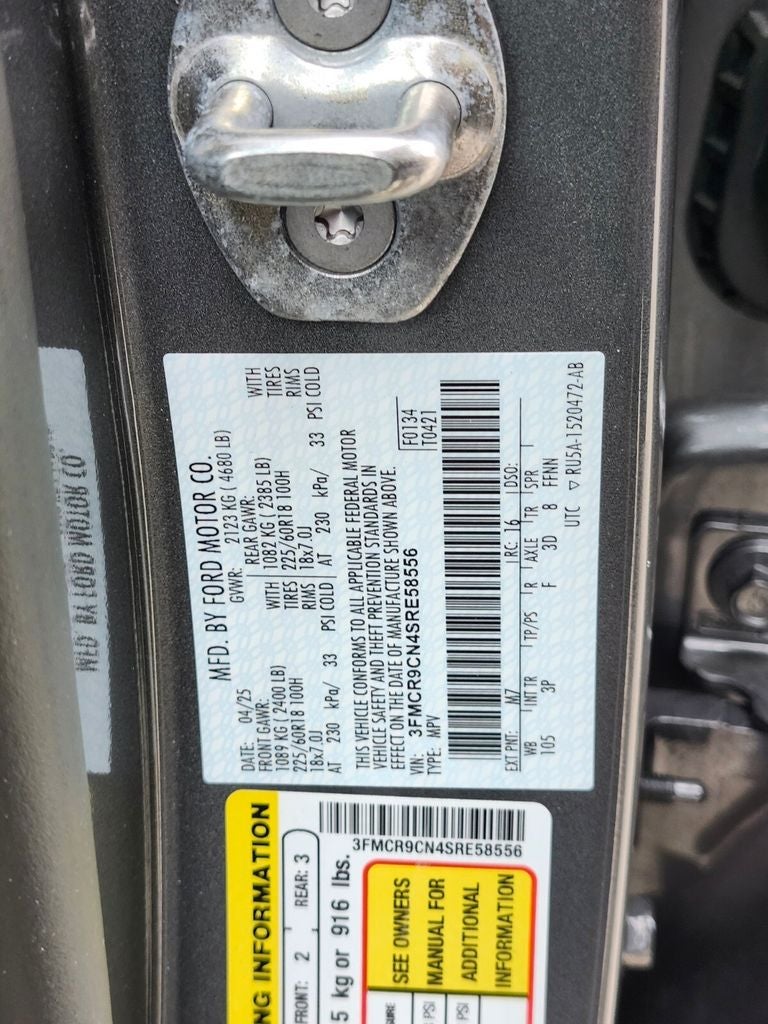 MFD. BY FORD MOTOR CO.
DATE: 04/25 GVWR: 2123 KG ( 4680 LB)
FRONT GAWR: REAR GAWR:
1089 KG ( 2400 LB) WITH 1082 KG ( 2385 LB) WITH
225/60R18 100H TIRES 225/60R18 100H TIRES
18x7.0J RIMS 18x7.0J RIMS
AT 230 kPa/ 33 PSI COLD AT 230 kPa/ 33 PSI COLD
THIS VEHICLE CONFORMS TO ALL APPLICABLE FEDERAL MOTOR
VEHICLE SAFETY AND THEFT PREVENTION STANDARDS IN
EFFECT ON THE DATE OF MANUFACTURE SHOWN ABOVE.
VIN: 3FMCR9CN4SRE58556
TYPE: MPV
F0134
T0421
EXT PNT: M7 RC: 16 DSO:
WB INT TR TP/PS R AXLE TR SPR
105 3P F 3D 8 FFNN
UTC ▽ RU5A-1520472-AB
NG INFORMATION
FRONT: 2 REAR: 3
5 kg or 916 lbs.
3FMCR9CN4SRE58556
SEE OWNERS
MANUAL FOR
ADDITIONAL
INFORMATION
PSI
PSI